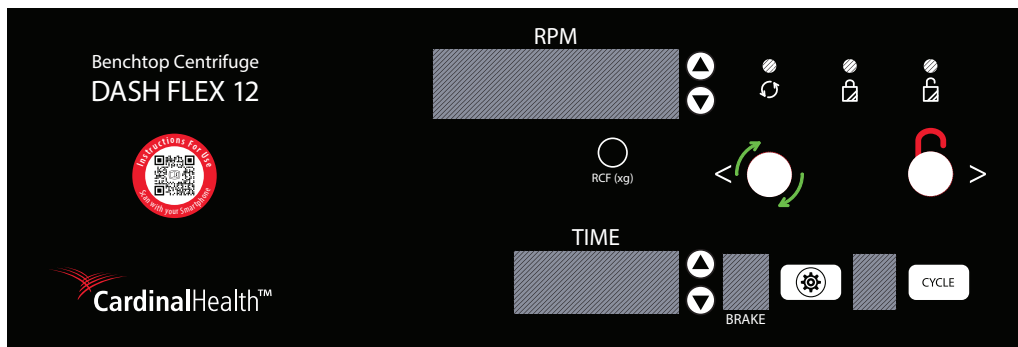 RPM
Benchtop Centrifuge
DASH FLEX 12
Instructions For Use
Scan with your Smartphone
RCF (xg)
< >
TIME
CardinalHealth™
BRAKE
CYCLE